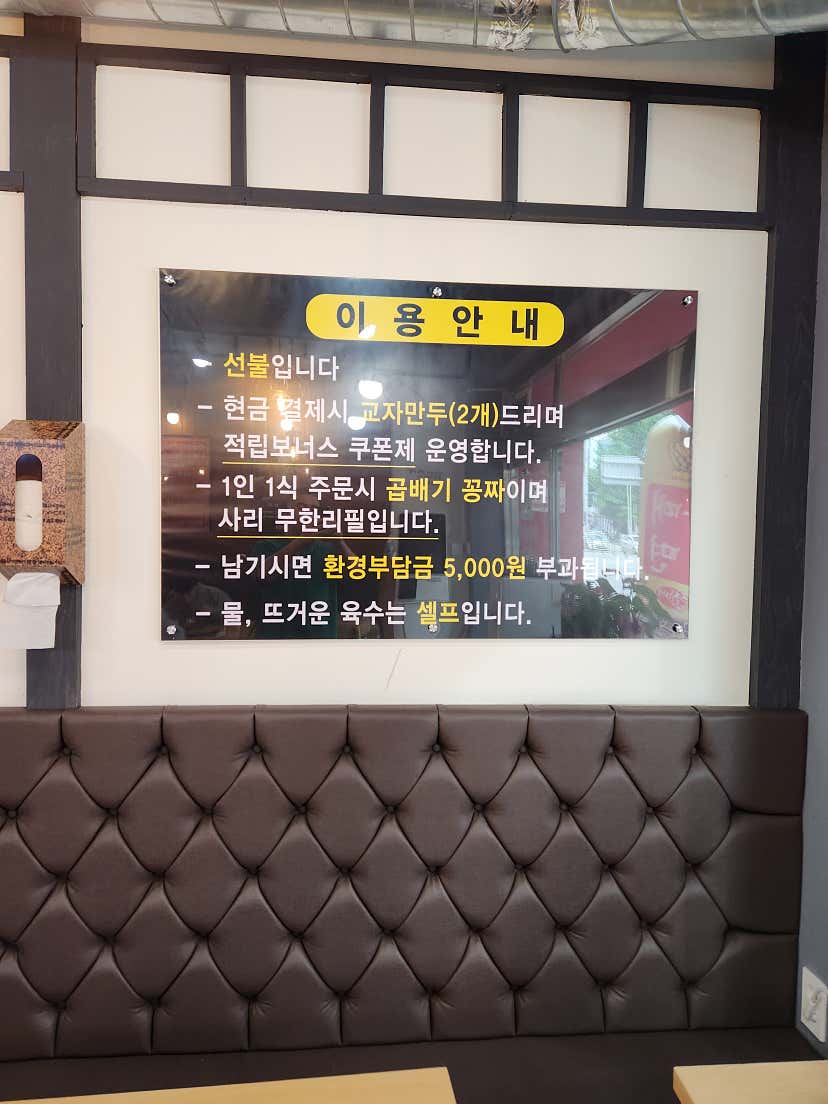 이용안내
- 선불입니다
- 현금 결제시 교자만두(2개)드리며
적립보너스 쿠폰제 운영합니다.
- 1인 1식 주문시 곱배기 꽁짜이며
사리 무한리필입니다.
- 남기시면 환경부담금 5,000원 부과됩니다.
- 물, 뜨거운 육수는 셀프입니다.